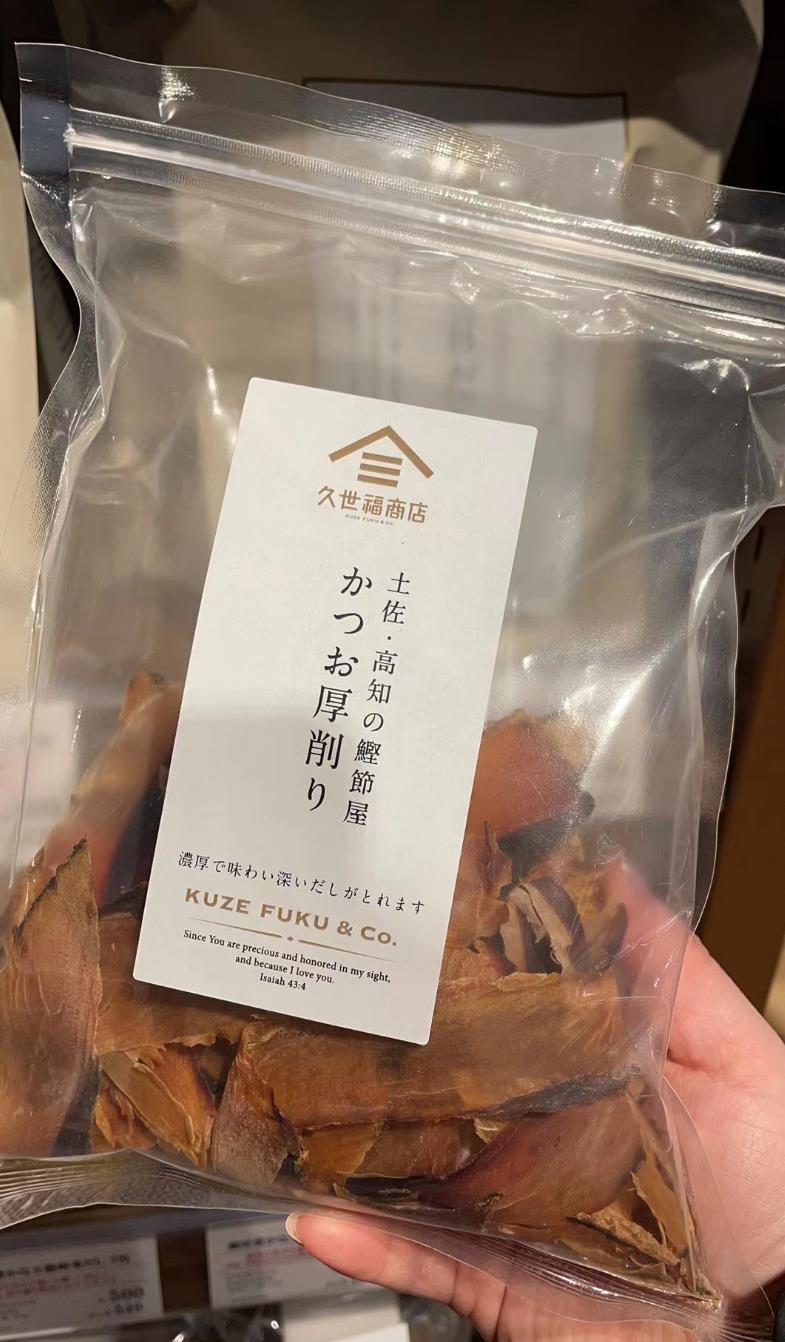 久世福商店
KUZE FUKU & CO.
土佐・高知の鰹節屋
かつお厚削り
濃厚で味わい深いだしがとれます
KUZE FUKU & Co.
Since You are precious and honored in my sight,
and because I love you.
Isaiah 43:4